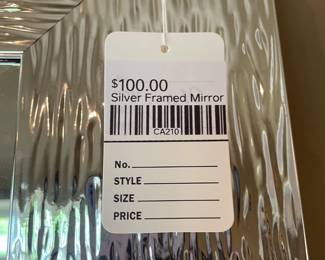 $100.00
Silver Framed Mirror
CA210
No.
STYLE
SIZE
PRICE